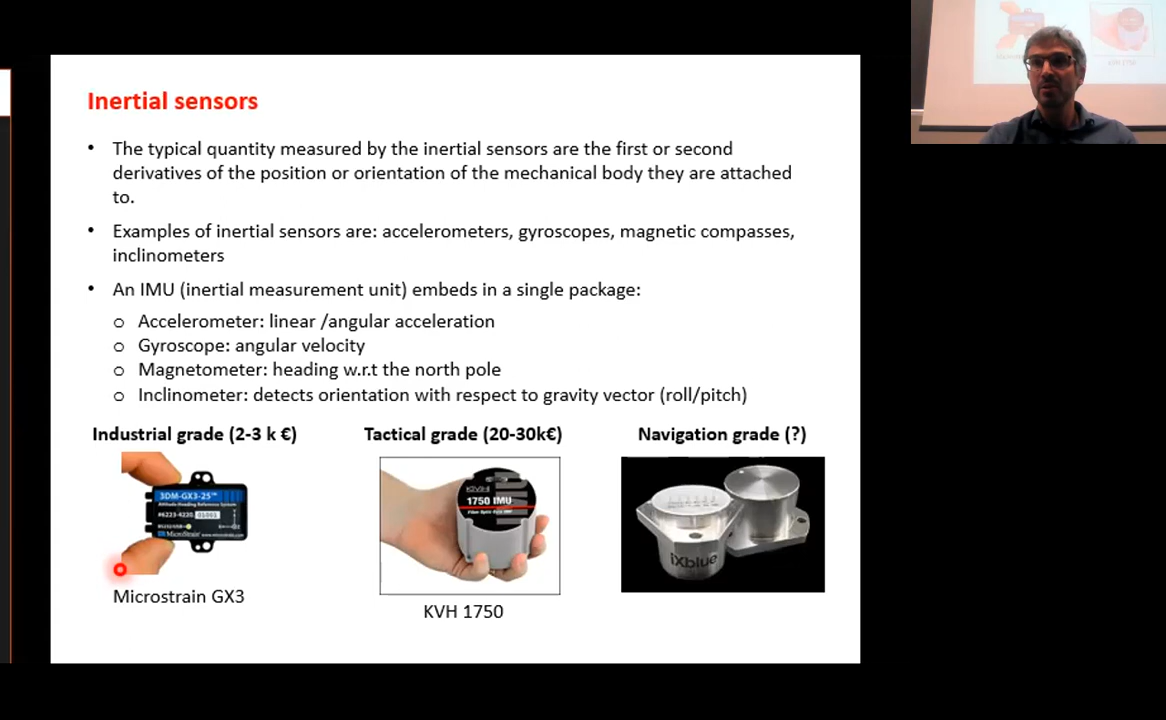 Inertial sensors
• The typical quantity measured by the inertial sensors are the first or second
derivatives of the position or orientation of the mechanical body they are attached
to.
• Examples of inertial sensors are: accelerometers, gyroscopes, magnetic compasses,
inclinometers
• An IMU (inertial measurement unit) embeds in a single package:
o Accelerometer: linear /angular acceleration
o Gyroscope: angular velocity
o Magnetometer: heading w.r.t the north pole
o Inclinometer: detects orientation with respect to gravity vector (roll/pitch)
Industrial grade (2-3 k €)
Tactical grade (20-30k€)
Navigation grade (?)
3DM-GX3-25™
MicroStrain
KVH
1750 IMU
iXblue
Microstrain GX3
KVH 1750